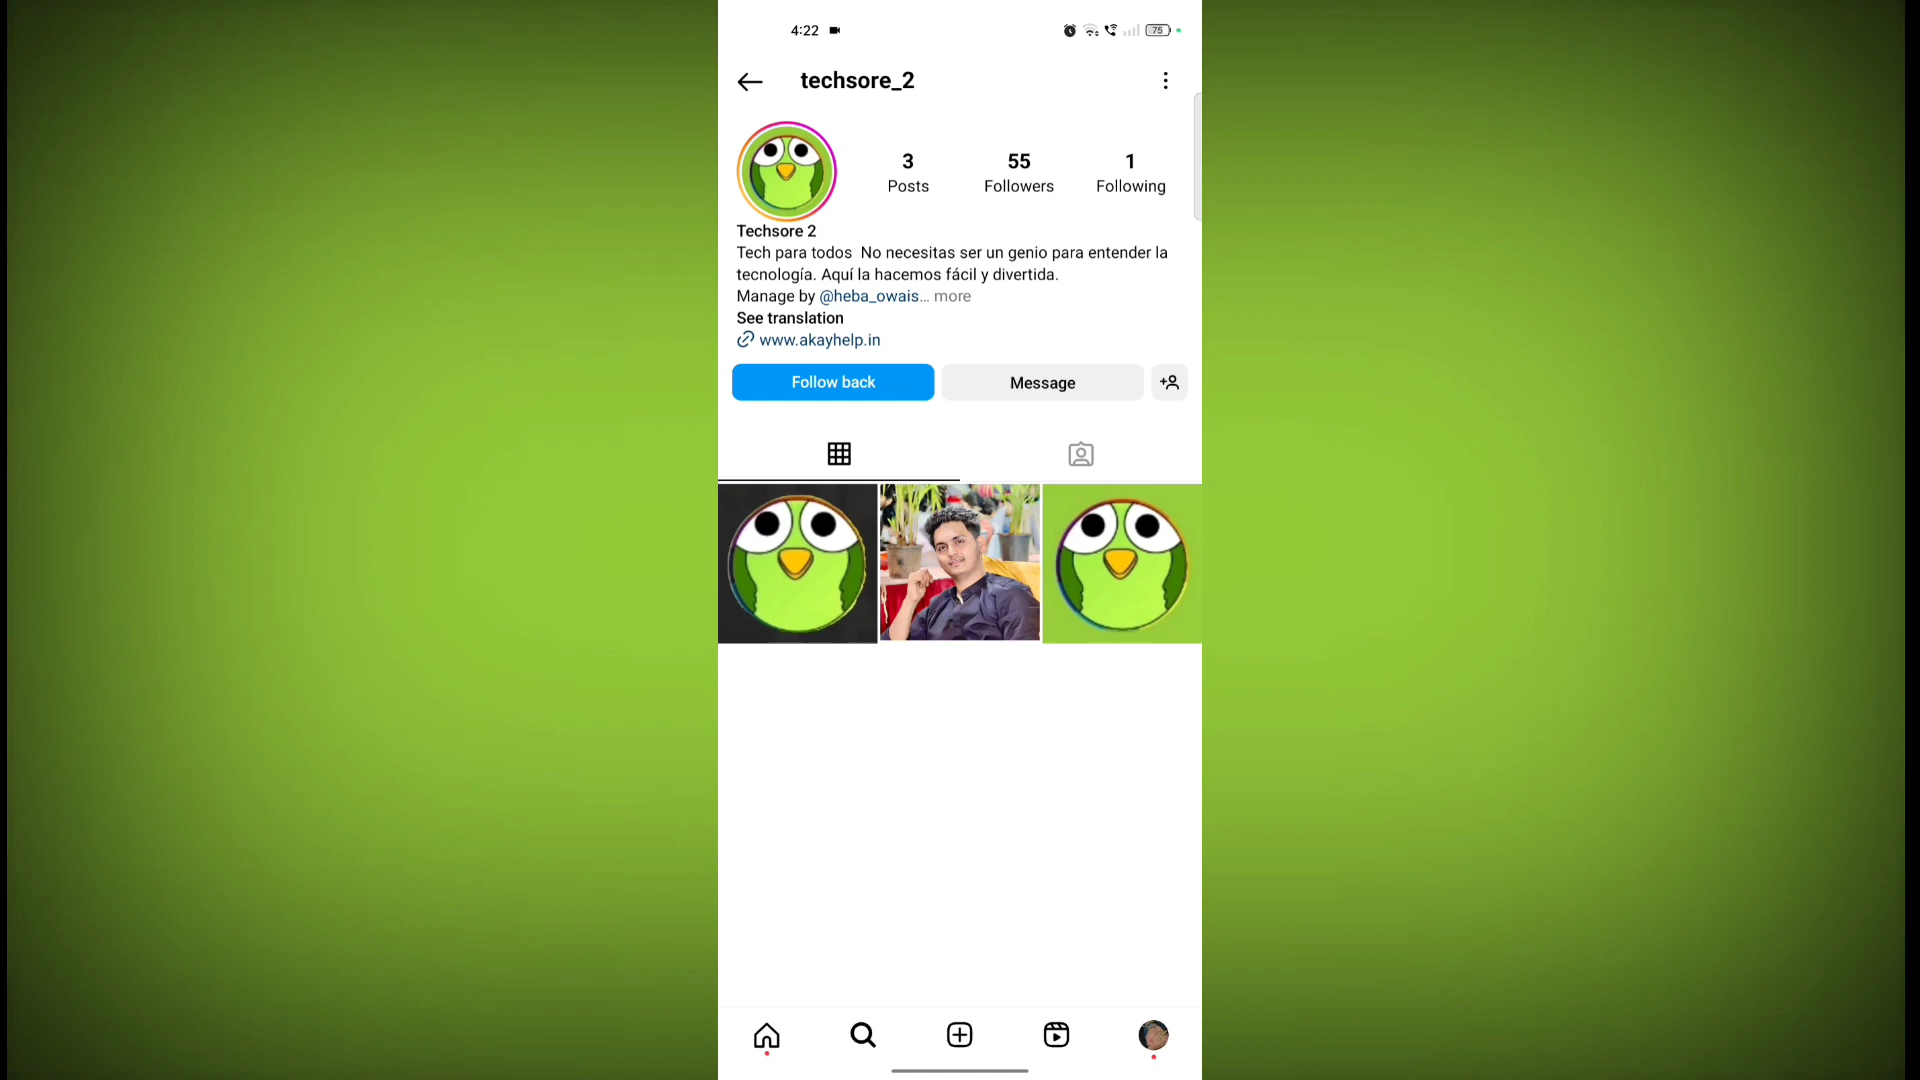 4:22
75
techsore_2
3
55
1
Posts
Followers
Following
Techsore 2
Tech para todos No necesitas ser un genio para entender la
tecnología. Aquí la hacemos fácil y divertida.
Manage by @heba_owais... more
See translation
www.akayhelp.in
Follow back
Message